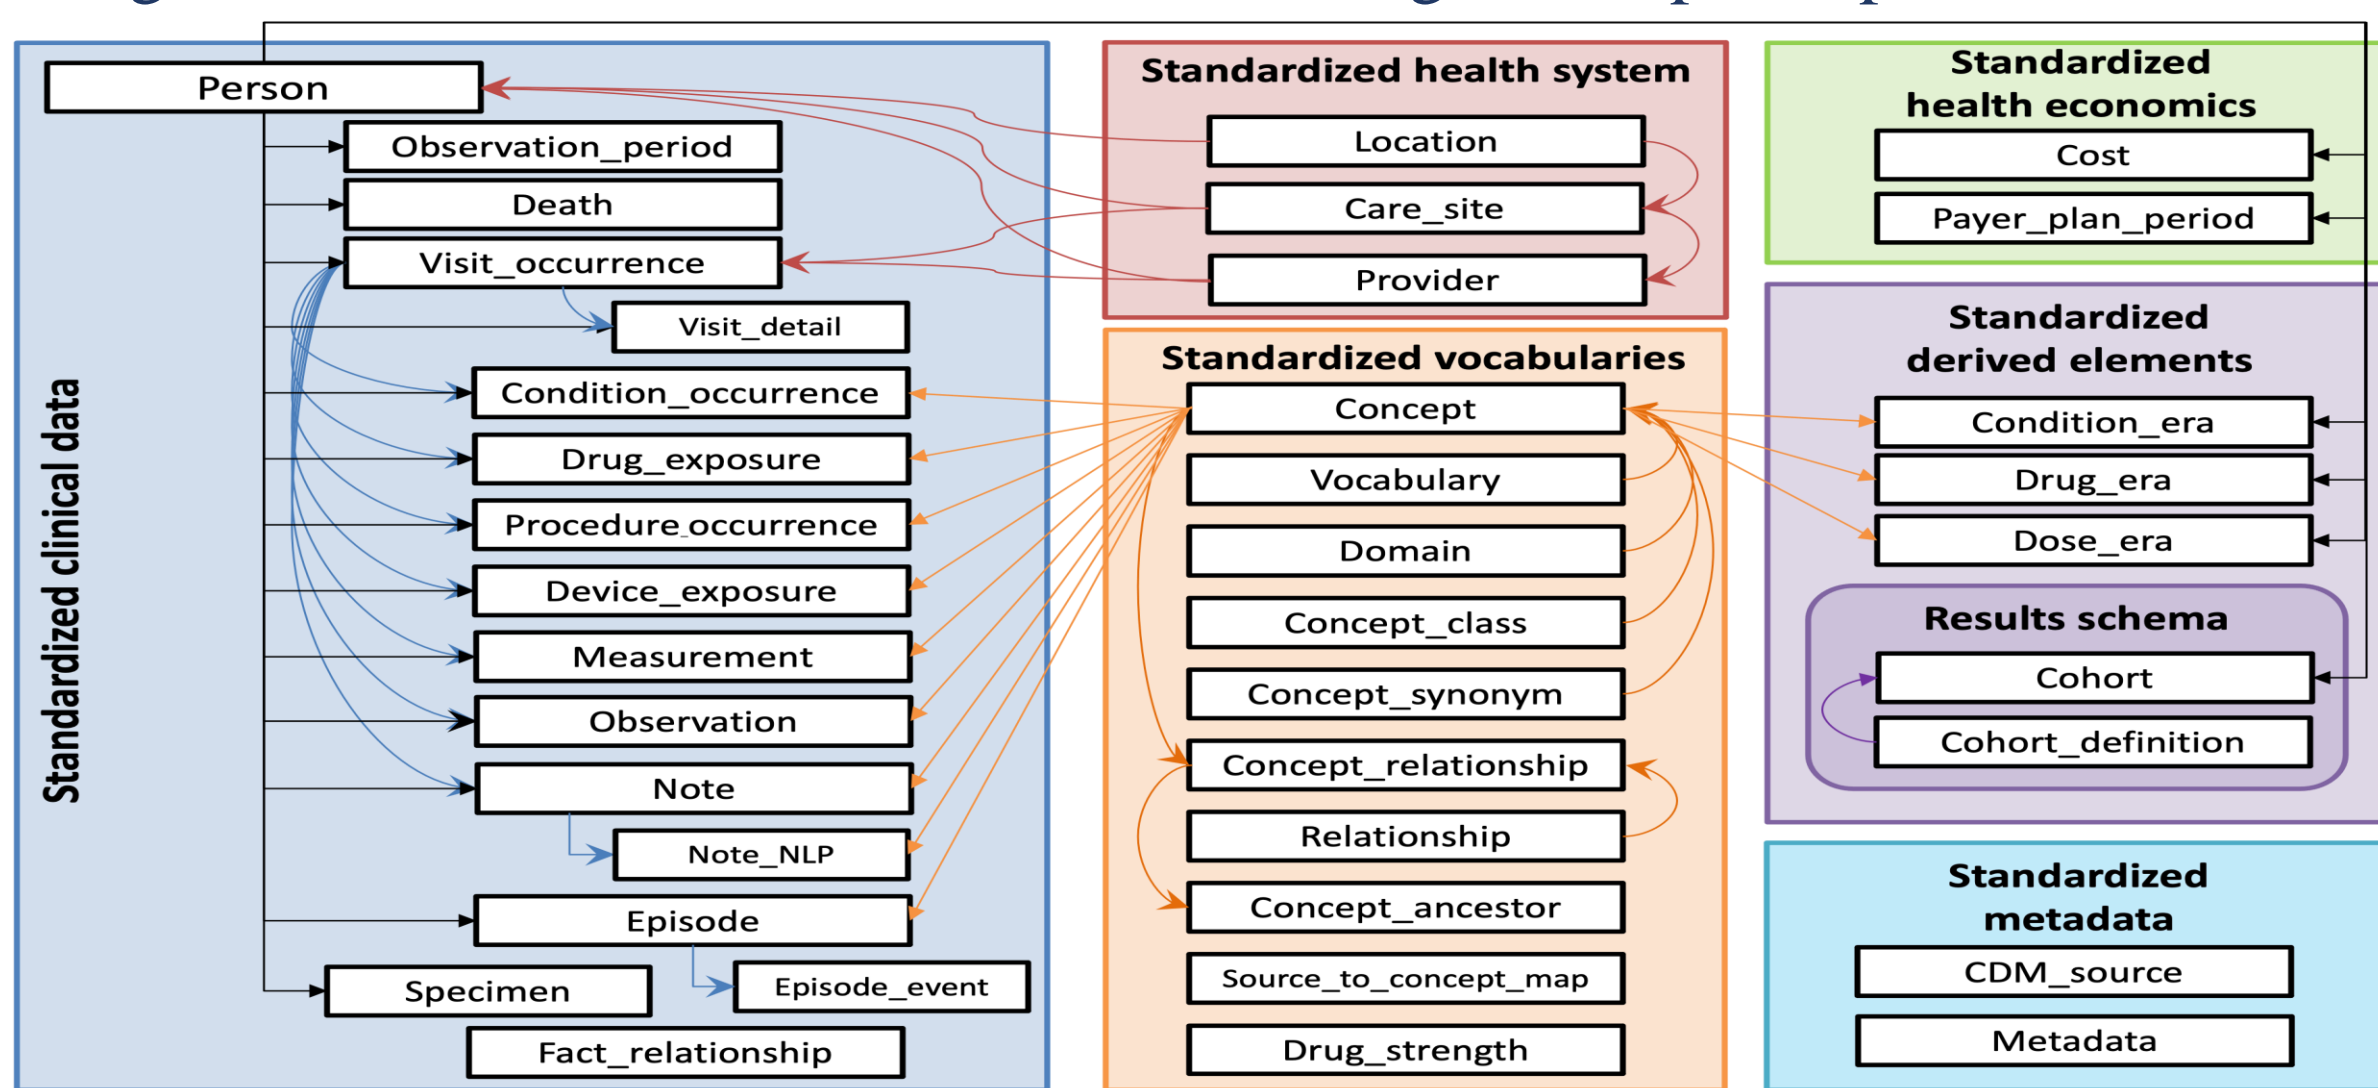 Standardized clinical data
Person
Observation_period
Death
Visit_occurrence
Visit_detail
Condition_occurrence
Drug_exposure
Procedure_occurrence
Device_exposure
Measurement
Observation
Note
Note_NLP
Episode
Specimen
Episode_event
Fact_relationship
Standardized health system
Location
Care_site
Provider
Standardized vocabularies
Concept
Vocabulary
Domain
Concept_class
Concept_synonym
Concept_relationship
Relationship
Concept_ancestor
Source_to_concept_map
Drug_strength
Standardized
health economics
Cost
Payer_plan_period
Standardized
derived elements
Condition_era
Drug_era
Dose_era
Results schema
Cohort
Cohort_definition
Standardized
metadata
CDM_source
Metadata